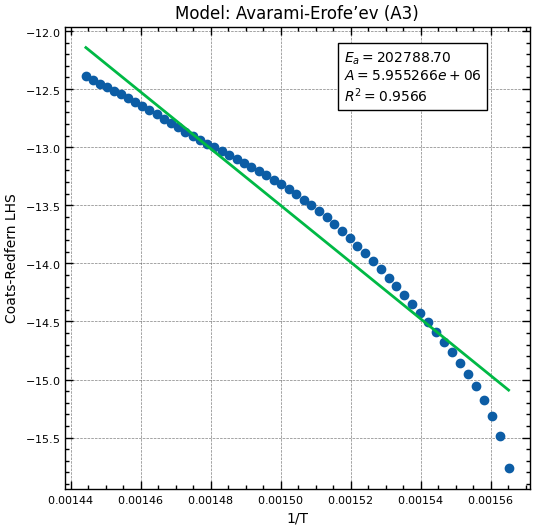 Model: Avarami-Erofe’ev (A3)
E_a = 202788.70
A = 5.955266e + 06
R² = 0.9566
Coats-Redfern LHS
−12.0
−12.5
−13.0
−13.5
−14.0
−14.5
−15.0
−15.5
0.00144 0.00146 0.00148 0.00150 0.00152 0.00154 0.00156
1/T